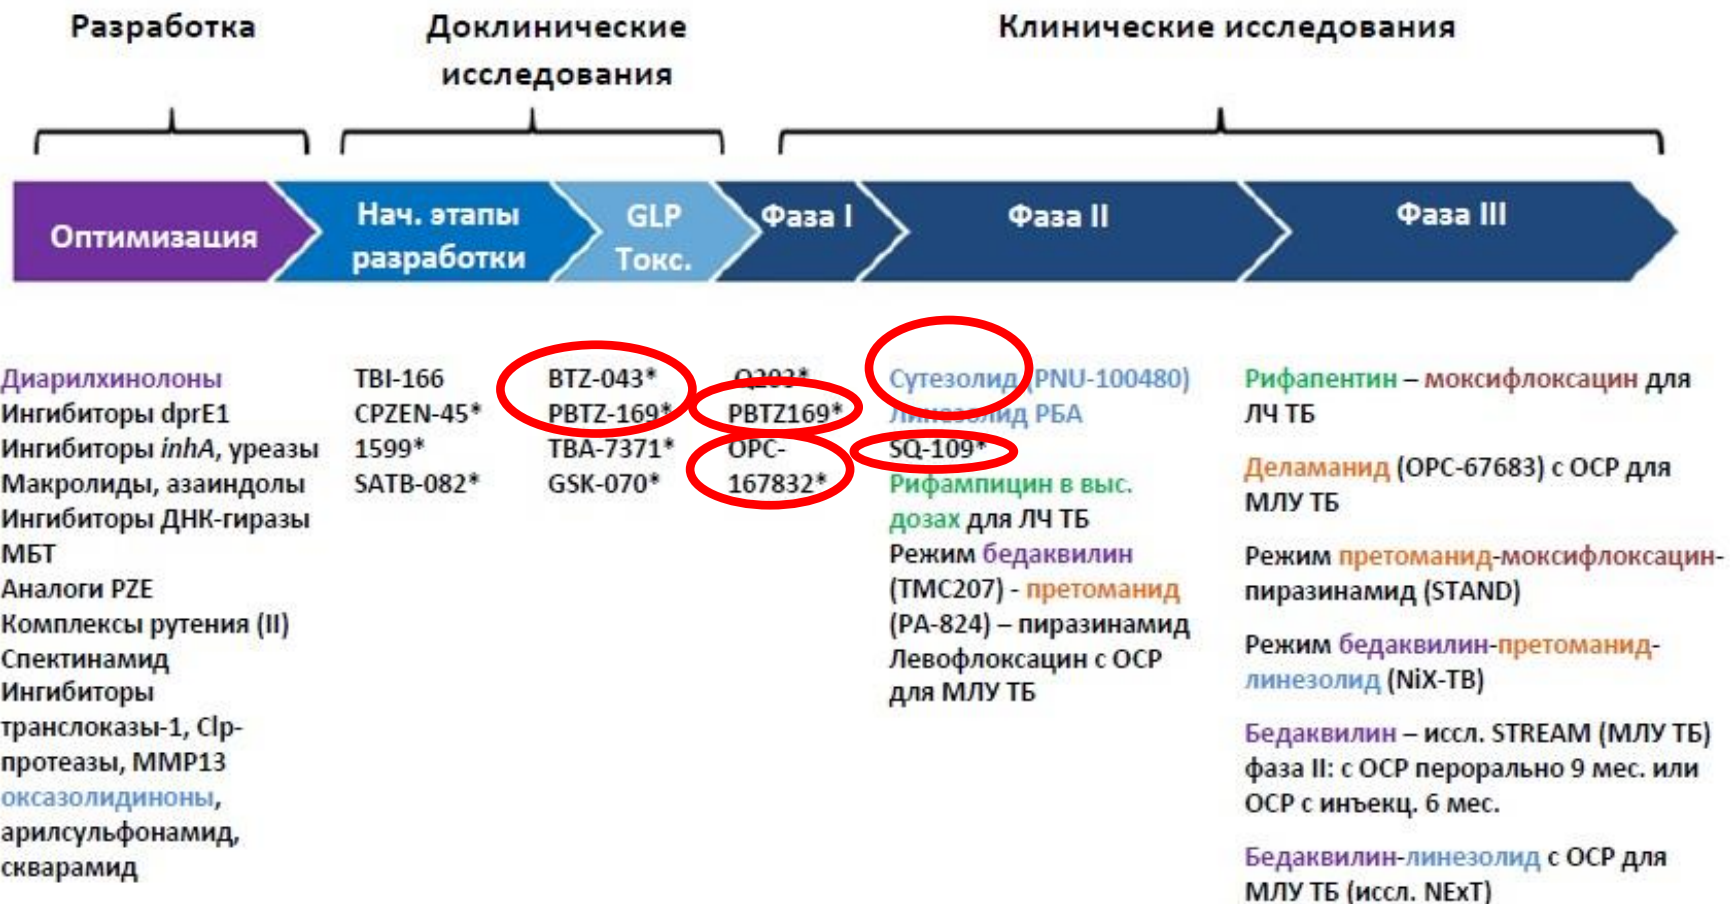 Разработка
Доклинические
исследования
Клинические исследования
Оптимизация
Нач. этапы
разработки
GLP
Токс.
Фаза I
Фаза II
Фаза III
Диарилхинолоны
Ингибиторы dprE1
Ингибиторы inhA, уреазы
Макролиды, азаиндолы
Ингибиторы ДНК-гиразы
МБТ
Аналоги PZE
Комплексы рутения (II)
Спектинамид
Ингибиторы
транслоказы-1, Clp-
протеазы, MMP13
оксазолидиноны,
арилсульфонамид,
скварамид
TBI-166
CPZEN-45*
1599*
SATB-082*
BTZ-043*
PBTZ-169*
TBA-7371*
GSK-070*
Q203*
PBTZ169*
OPC-
167832*
Сутезолид (PNU-100480)
Линезолид РБА
SQ-109*
Рифампицин в выс.
дозах для ЛЧ ТБ
Режим бедаквилин
(TMC207) - претоманид
(PA-824) – пиразинамид
Левофлоксацин с ОСР
для МЛУ ТБ
Рифапентин – моксифлоксацин для
ЛЧ ТБ
Деламанид (OPC-67683) с ОСР для
МЛУ ТБ
Режим претоманид-моксифлоксацин-
пиразинамид (STAND)
Режим бедаквилин-претоманид-
линезолид (NiX-TB)
Бедаквилин – иссл. STREAM (МЛУ ТБ)
фаза II: с ОСР перорально 9 мес. или
ОСР с инъекц. 6 мес.
Бедаквилин-линезолид с ОСР для
МЛУ ТБ (иссл. NExT)